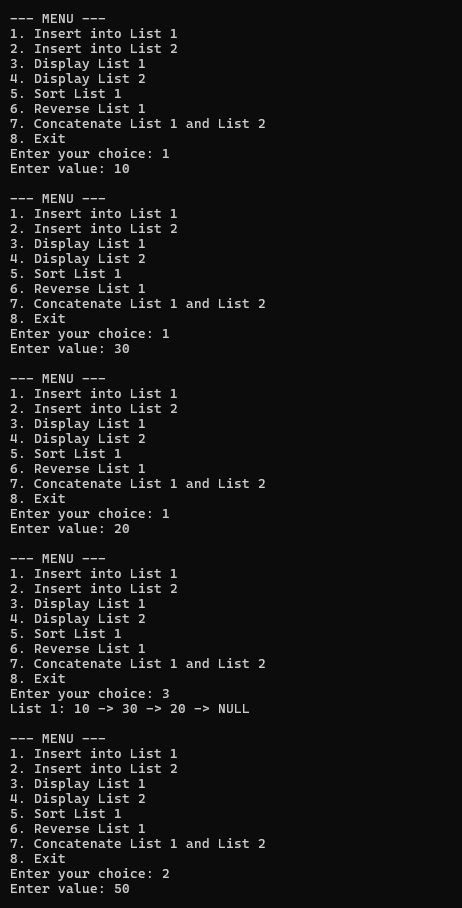 --- MENU ---
1. Insert into List 1
2. Insert into List 2
3. Display List 1
4. Display List 2
5. Sort List 1
6. Reverse List 1
7. Concatenate List 1 and List 2
8. Exit
Enter your choice: 1
Enter value: 10

--- MENU ---
1. Insert into List 1
2. Insert into List 2
3. Display List 1
4. Display List 2
5. Sort List 1
6. Reverse List 1
7. Concatenate List 1 and List 2
8. Exit
Enter your choice: 1
Enter value: 30

--- MENU ---
1. Insert into List 1
2. Insert into List 2
3. Display List 1
4. Display List 2
5. Sort List 1
6. Reverse List 1
7. Concatenate List 1 and List 2
8. Exit
Enter your choice: 1
Enter value: 20

--- MENU ---
1. Insert into List 1
2. Insert into List 2
3. Display List 1
4. Display List 2
5. Sort List 1
6. Reverse List 1
7. Concatenate List 1 and List 2
8. Exit
Enter your choice: 3
List 1: 10 -> 30 -> 20 -> NULL

--- MENU ---
1. Insert into List 1
2. Insert into List 2
3. Display List 1
4. Display List 2
5. Sort List 1
6. Reverse List 1
7. Concatenate List 1 and List 2
8. Exit
Enter your choice: 2
Enter value: 50